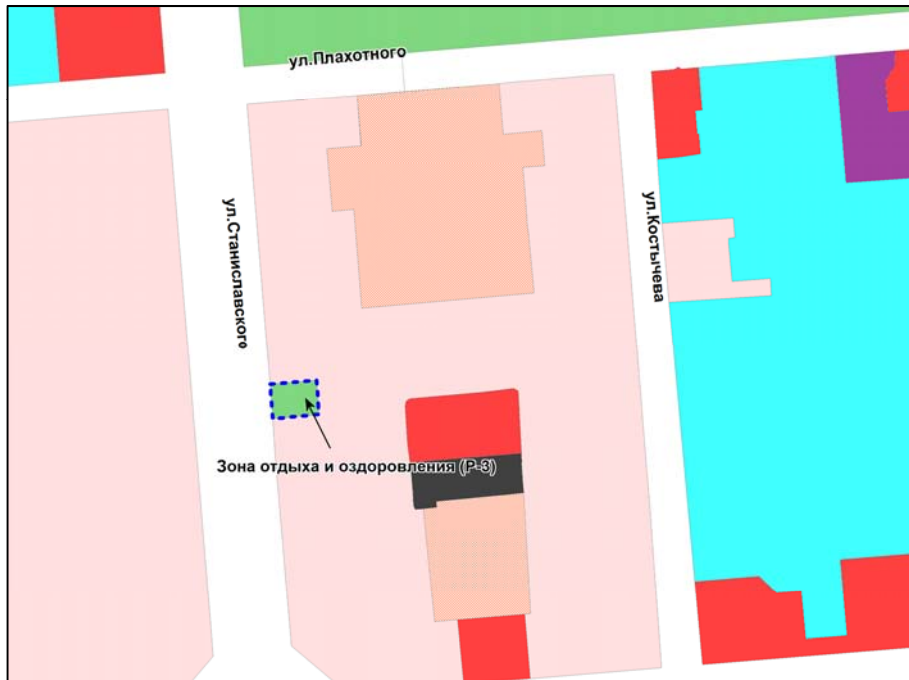 ул.Плахотного
ул.Станиславского
ул.Костычева
Зона отдыха и оздоровления (Р-3)